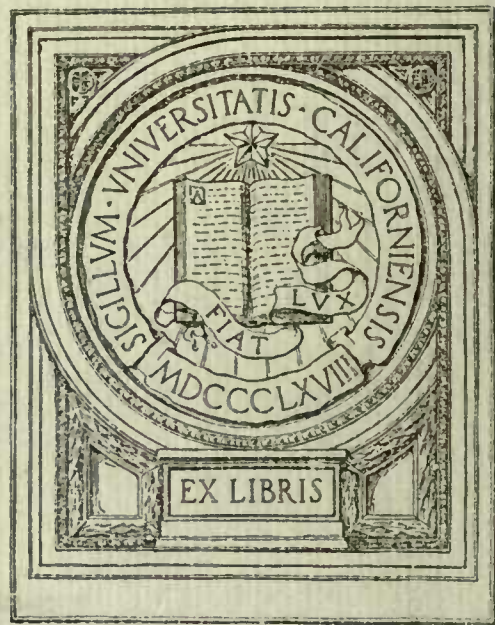 SIGILLVM · VNIVERSITATIS · CALIFORNIENSIS
A
FIAT
LVX
MDCCCLXVIII
EX LIBRIS